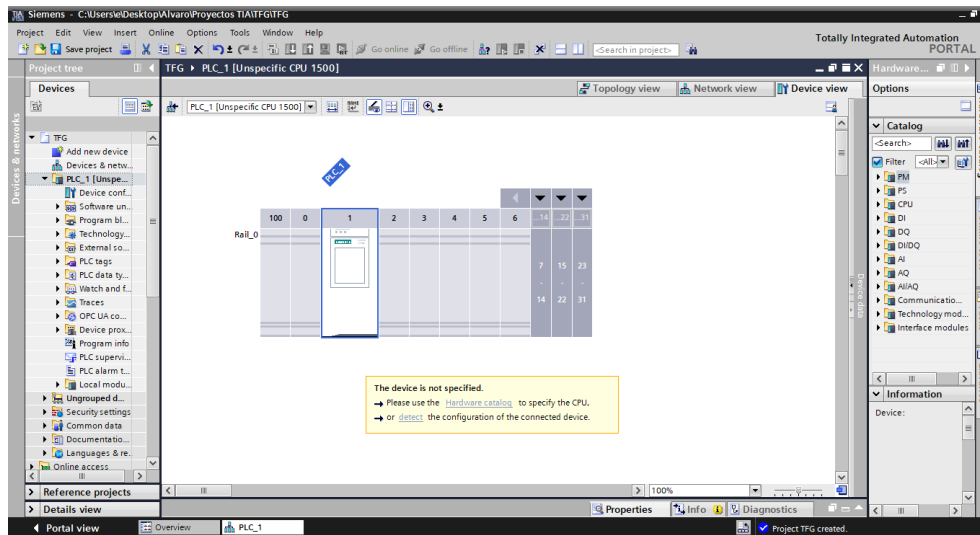 Siemens - C:\Users\e\Desktop\Alvaro\Proyectos TIA\TFG\TFG
Project Edit View Insert Online Options Tools Window Help
Totally Integrated Automation
PORTAL
Save project Go online Go offline <Search in project>
Project tree
TFG PLC_1 [Unspecific CPU 1500]
Hardware...
Devices
Topology view Network view Device view
Options
PLC_1 [Unspecific CPU 1500]
Devices & networks
TFG
Add new device
Devices & netw...
PLC_1 [Unspe...
Device conf...
Software un...
Program bl...
Technology...
External so...
PLC tags
PLC data ty...
Watch and f...
Traces
OPC UA co...
Device prox...
Program info
PLC supervi...
PLC alarm t...
Local modu...
Ungrouped d...
Security settings
Common data
Documentatio...
Languages & re...
Online access
Reference projects
Details view
PLC_1
100 0 1 2 3 4 5 6 ...14 ...22 ...31
Rail_0
7 15 23
- - -
14 22 31
The device is not specified.
Please use the Hardware catalog to specify the CPU,
or detect the configuration of the connected device.
Device data
100%
Properties Info Diagnostics
Catalog
<Search>
Filter <All>
PM
PS
CPU
DI
DQ
DI/DQ
AI
AQ
AI/AQ
Communicatio...
Technology mod...
Interface modules
Information
Device:
Portal view Overview PLC_1
Project TFG created.